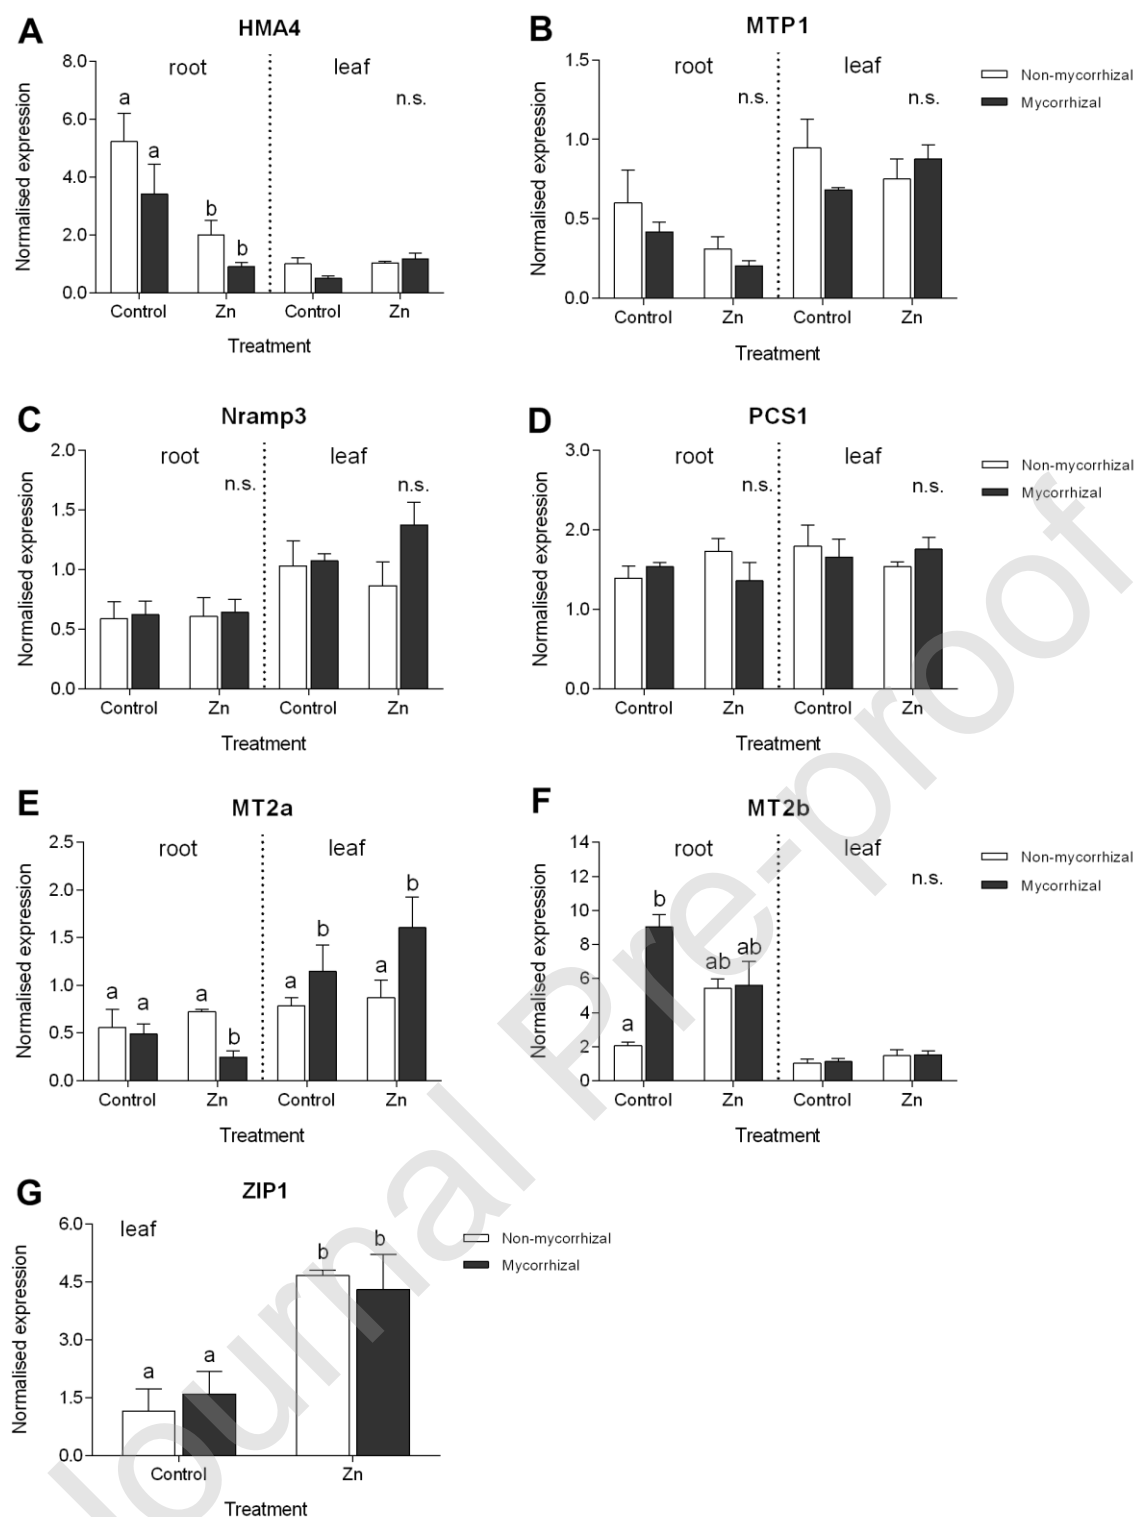 A
HMA4
8.0
6.0
4.0
2.0
0.0
Normalised expression
root
leaf
n.s.
a
a
b
b
Control
Zn
Control
Zn
Treatment
B
MTP1
1.5
1.0
0.5
0.0
Normalised expression
root
leaf
n.s.
n.s.
Control
Zn
Control
Zn
Treatment
Non-mycorrhizal
Mycorrhizal
C
Nramp3
2.0
1.5
1.0
0.5
0.0
Normalised expression
root
leaf
n.s.
n.s.
Control
Zn
Control
Zn
Treatment
D
PCS1
3.0
2.0
1.0
0.0
Normalised expression
root
leaf
n.s.
n.s.
Control
Zn
Control
Zn
Treatment
Non-mycorrhizal
Mycorrhizal
E
MT2a
2.5
2.0
1.5
1.0
0.5
0.0
Normalised expression
root
leaf
a
a
a
b
a
b
a
b
Control
Zn
Control
Zn
Treatment
F
MT2b
14
12
10
8
6
4
2
0
Normalised expression
root
leaf
n.s.
a
b
ab
ab
Control
Zn
Control
Zn
Treatment
Non-mycorrhizal
Mycorrhizal
G
ZIP1
6.0
4.5
3.0
1.5
0.0
Normalised expression
leaf
a
a
b
b
Control
Zn
Treatment
Non-mycorrhizal
Mycorrhizal
Journal Pre-proof